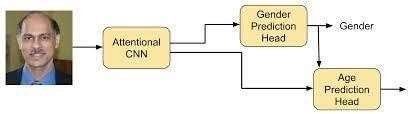 Attentional
CNN
Gender
Prediction
Head
Gender
Age
Prediction
Head